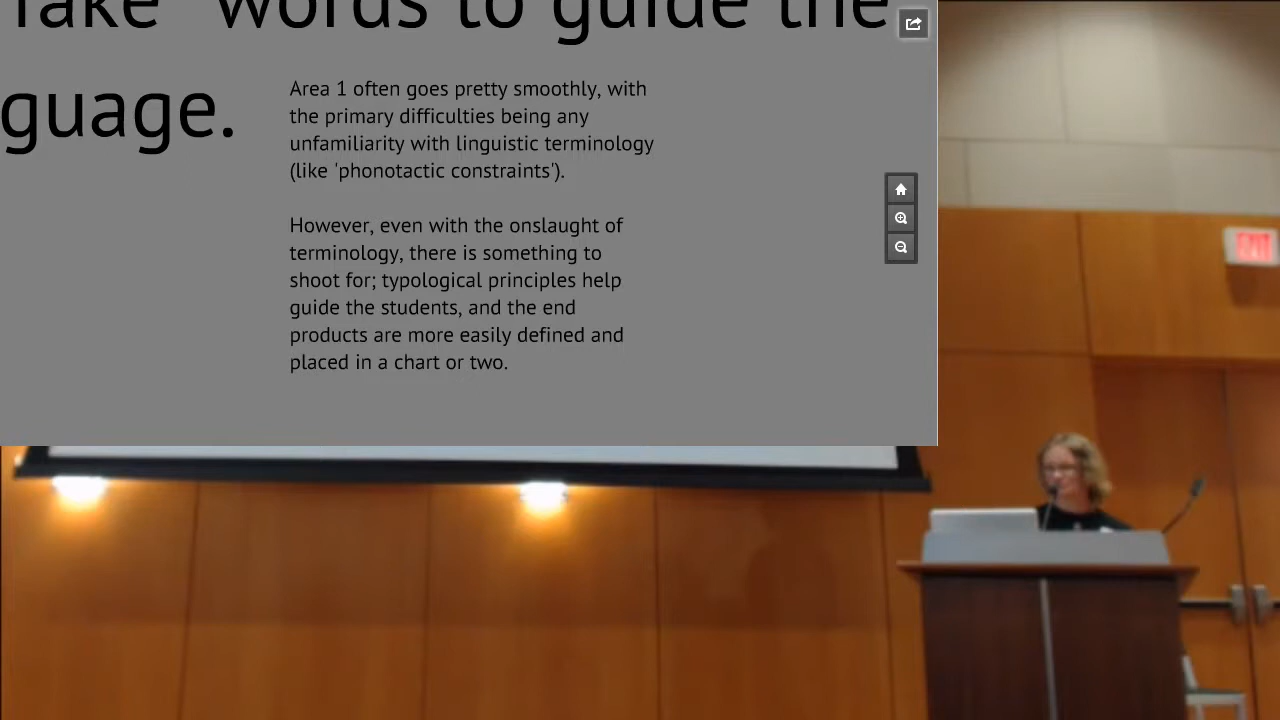 fake" words to guide the
guage.
Area 1 often goes pretty smoothly, with
the primary difficulties being any
unfamiliarity with linguistic terminology
(like 'phonotactic constraints').
However, even with the onslaught of
terminology, there is something to
shoot for; typological principles help
guide the students, and the end
products are more easily defined and
placed in a chart or two.
EXIT